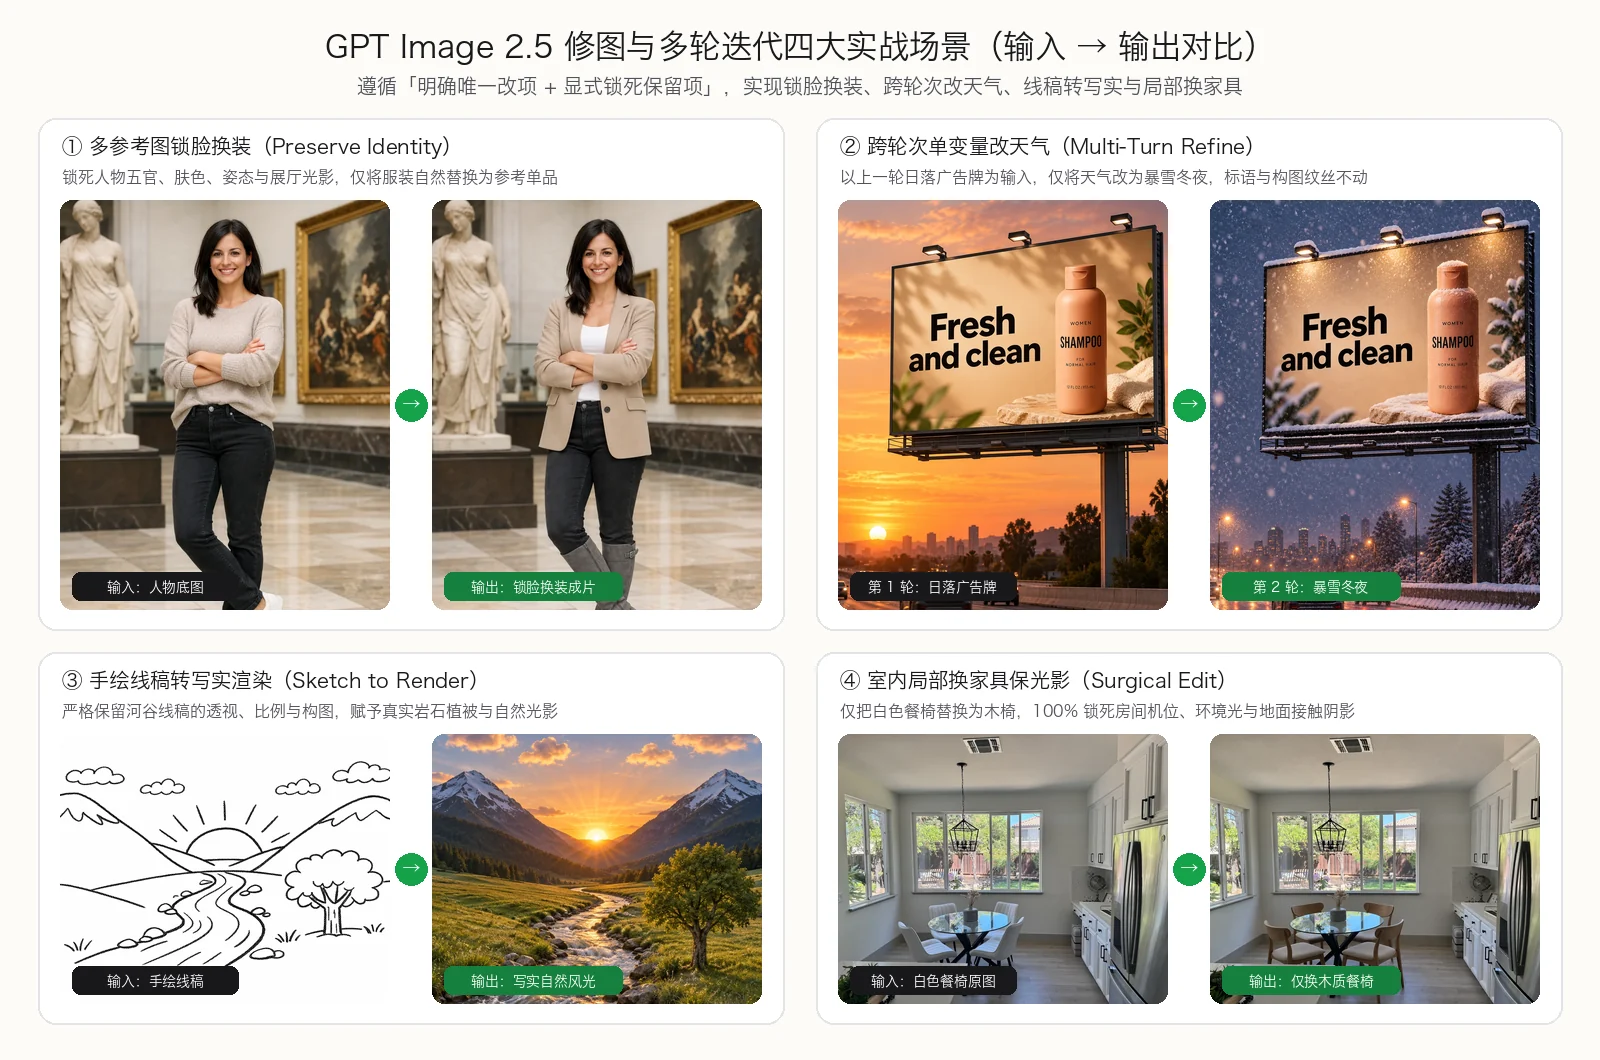 GPT Image 2.5 修图与多轮迭代四大实战场景（输入 → 输出对比）
遵循「明确唯一改项 + 显式锁死保留项」，实现锁脸换装、跨轮次改天气、线稿转写实与局部换家具
① 多参考图锁脸换装（Preserve Identity）
锁死人物五官、肤色、姿态与展厅光影，仅将服装自然替换为参考单品
→
输入：人物底图
输出：锁脸换装成片
② 跨轮次单变量改天气（Multi-Turn Refine）
以上一轮日落广告牌为输入，仅将天气改为暴雪冬夜，标语与构图纹丝不动
Fresh
and clean
WOMEN
SHAMPOO
FOR
NORMAL HAIR
→
Fresh
and clean
WOMEN
SHAMPOO
FOR
NORMAL HAIR
第 1 轮：日落广告牌
第 2 轮：暴雪冬夜
③ 手绘线稿转写实渲染（Sketch to Render）
严格保留河谷线稿的透视、比例与构图，赋予真实岩石植被与自然光影
→
输入：手绘线稿
输出：写实自然风光
④ 室内局部换家具保光影（Surgical Edit）
仅把白色餐椅替换为木椅，100% 锁死房间机位、环境光与地面接触阴影
→
输入：白色餐椅原图
输出：仅换木质餐椅